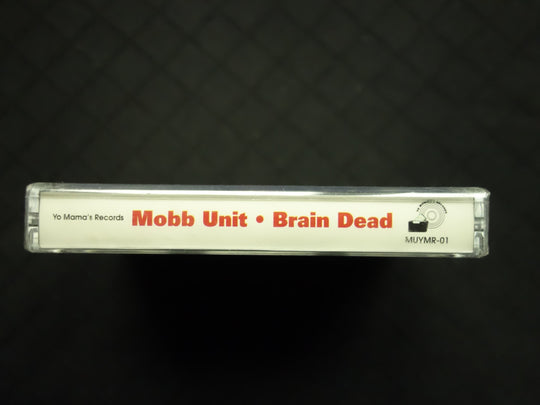 Yo Mama's Records Mobb Unit • Brain Dead
MUYMR-01